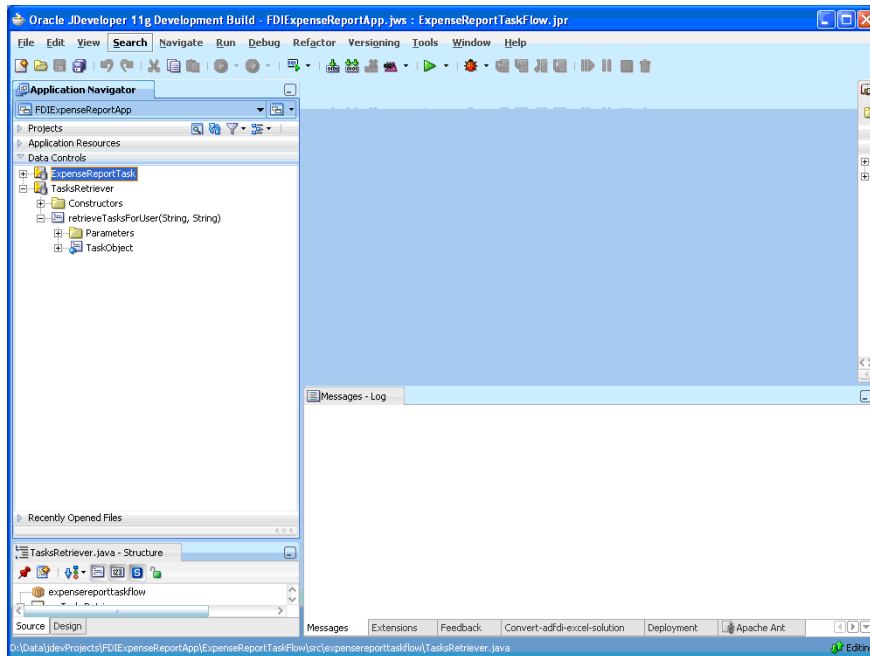 Oracle JDeveloper 11g Development Build - FDIExpenseReportApp.jws : ExpenseReportTaskFlow.jpr
File Edit View Search Navigate Run Debug Refactor Versioning Tools Window Help
Application Navigator
FDIExpenseReportApp
Projects
Application Resources
Data Controls
ExpenseReportTask
TasksRetriever
Constructors
retrieveTasksForUser(String, String)
Parameters
TaskObject
Messages - Log
Recently Opened Files
TasksRetriever.java - Structure
expensereporttaskflow
Source Design
Messages Extensions Feedback Convert-adfdi-excel-solution Deployment Apache Ant
D:\Data\jdevProjects\FDIExpenseReportApp\ExpenseReportTaskFlow\src\expensereporttaskflow\TasksRetriever.java
Editin